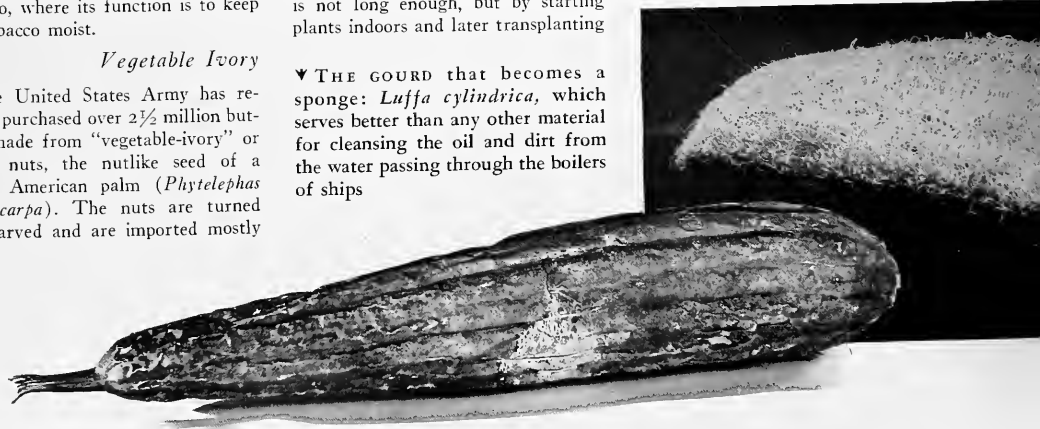 o, where its function is to keep
bacco moist.
Vegetable Ivory
e United States Army has re-
purchased over 2½ million but-
made from "vegetable-ivory" or
nuts, the nutlike seed of a
American palm (Phytelephas
carpa). The nuts are turned
arved and are imported mostly
is not long enough, but by starting
plants indoors and later transplanting
▼ THE GOURD that becomes a
sponge: Luffa cylindrica, which
serves better than any other material
for cleansing the oil and dirt from
the water passing through the boilers
of ships